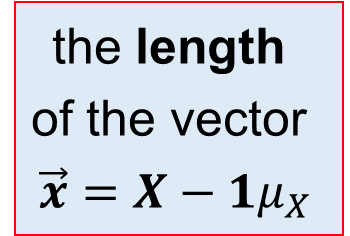 the length
of the vector
x⃗ = X − 1μ_X